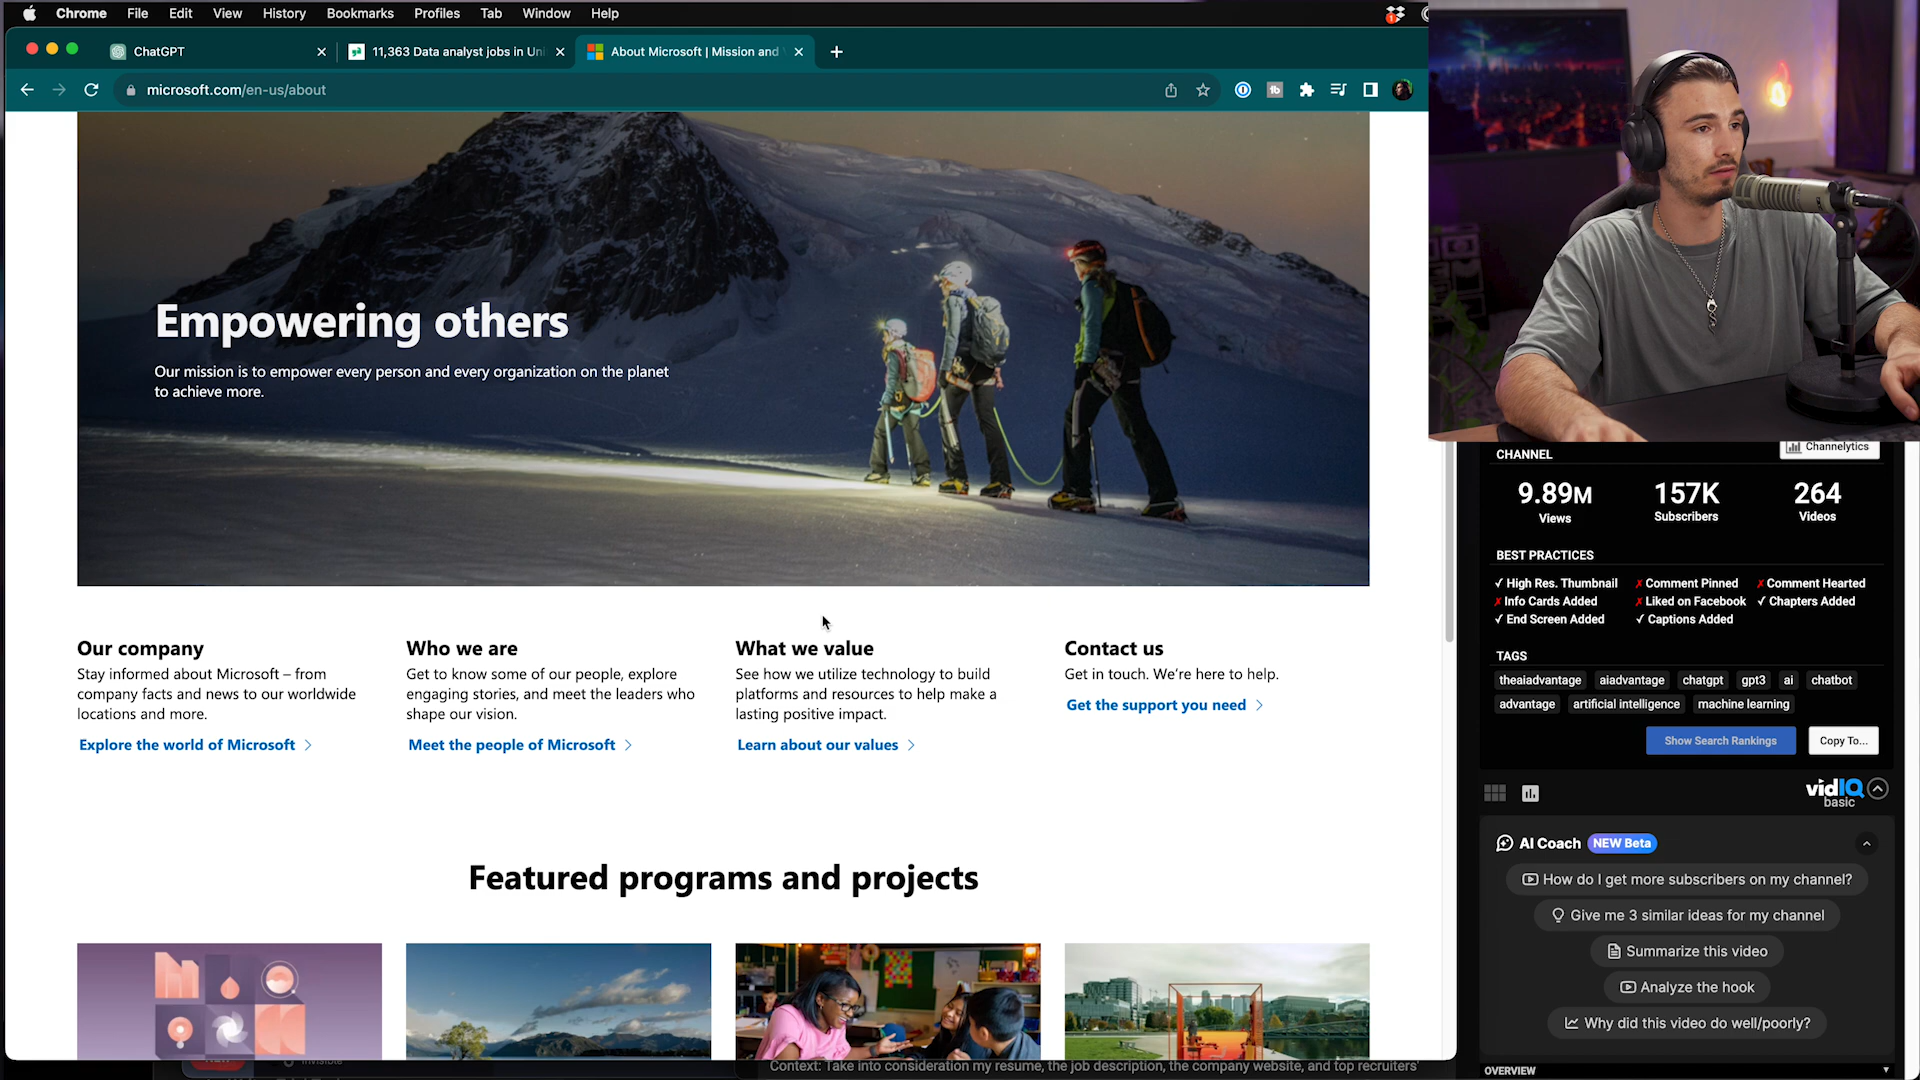 Chrome File Edit View History Bookmarks Profiles Tab Window Help
1
ChatGPT
11,363 Data analyst jobs in Uni
About Microsoft | Mission and
microsoft.com/en-us/about
Empowering others
Our mission is to empower every person and every organization on the planet
to achieve more.
Our company
Stay informed about Microsoft – from
company facts and news to our worldwide
locations and more.
Explore the world of Microsoft
Who we are
Get to know some of our people, explore
engaging stories, and meet the leaders who
shape our vision.
Meet the people of Microsoft
What we value
See how we utilize technology to build
platforms and resources to help make a
lasting positive impact.
Learn about our values
Contact us
Get in touch. We’re here to help.
Get the support you need
Featured programs and projects
Context: Take into consideration my resume, the job description, the company website, and top recruiters'
CHANNEL
Channelytics
9.89M 157K 264
Views Subscribers Videos
BEST PRACTICES
High Res. Thumbnail Comment Pinned Comment Hearted
Info Cards Added Liked on Facebook Chapters Added
End Screen Added Captions Added
TAGS
theaiadvantage aiadvantage chatgpt gpt3 ai chatbot
advantage artificial intelligence machine learning
Show Search Rankings Copy To...
vidIQ
basic
AI Coach NEW Beta
How do I get more subscribers on my channel?
Give me 3 similar ideas for my channel
Summarize this video
Analyze the hook
Why did this video do well/poorly?
OVERVIEW